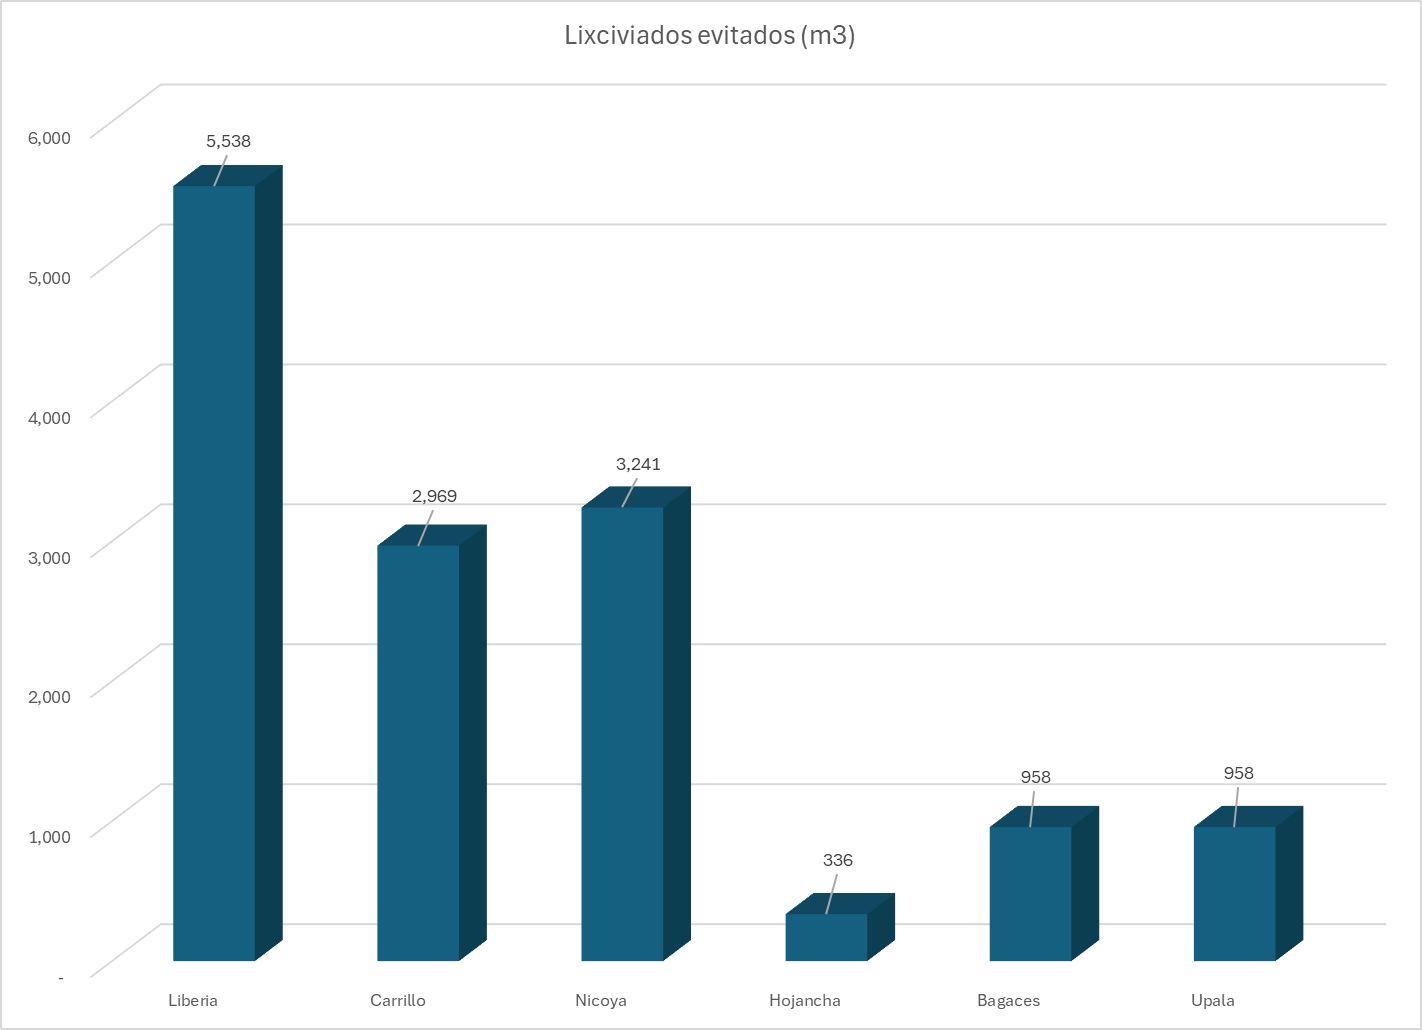 Lixciviados evitados (m3)
6,000
5,000
4,000
3,000
2,000
1,000
-
5,538
2,969
3,241
336
958
958
Liberia
Carrillo
Nicoya
Hojancha
Bagaces
Upala